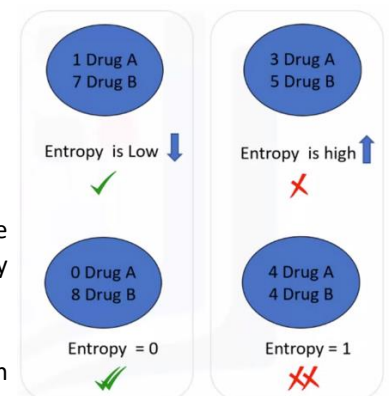 1 Drug A
7 Drug B
Entropy is Low
3 Drug A
5 Drug B
Entropy is high
0 Drug A
8 Drug B
Entropy = 0
4 Drug A
4 Drug B
Entropy = 1
e
y
n